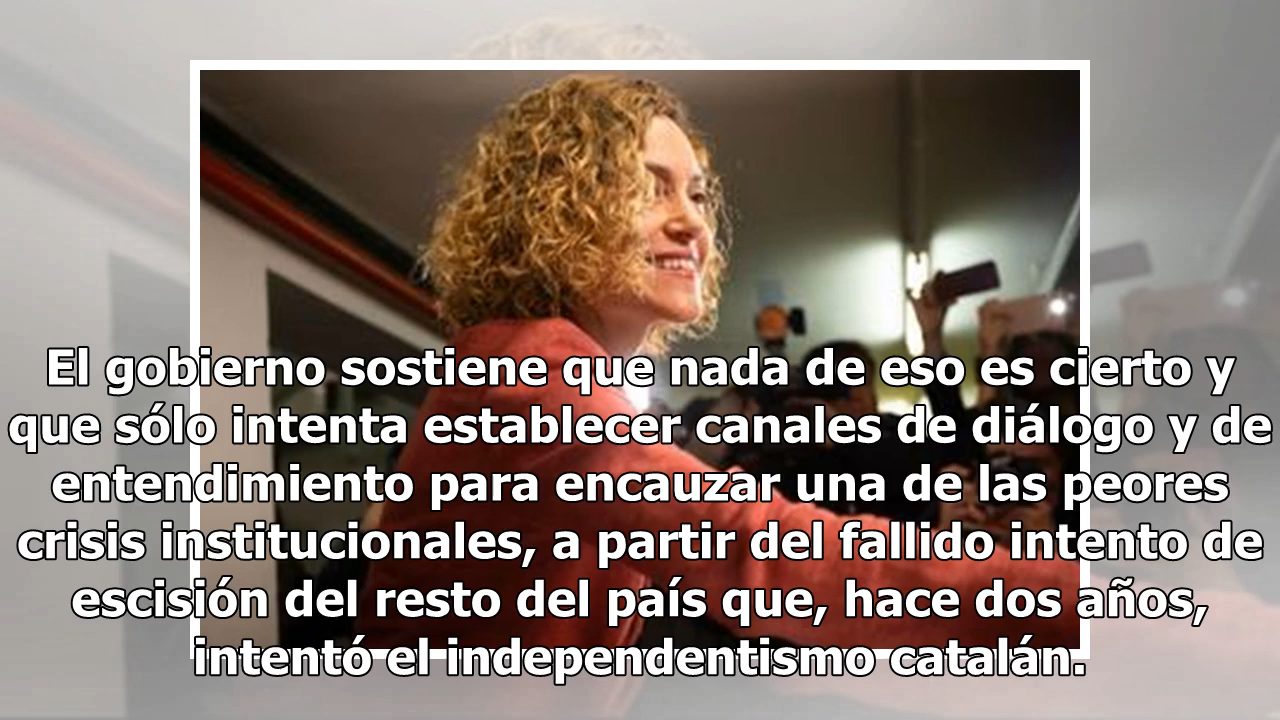 El gobierno sostiene que nada de eso es cierto y
que sólo intenta establecer canales de diálogo y de
entendimiento para encauzar una de las peores
crisis institucionales, a partir del fallido intento de
escisión del resto del país que, hace dos años,
intentó el independentismo catalán.